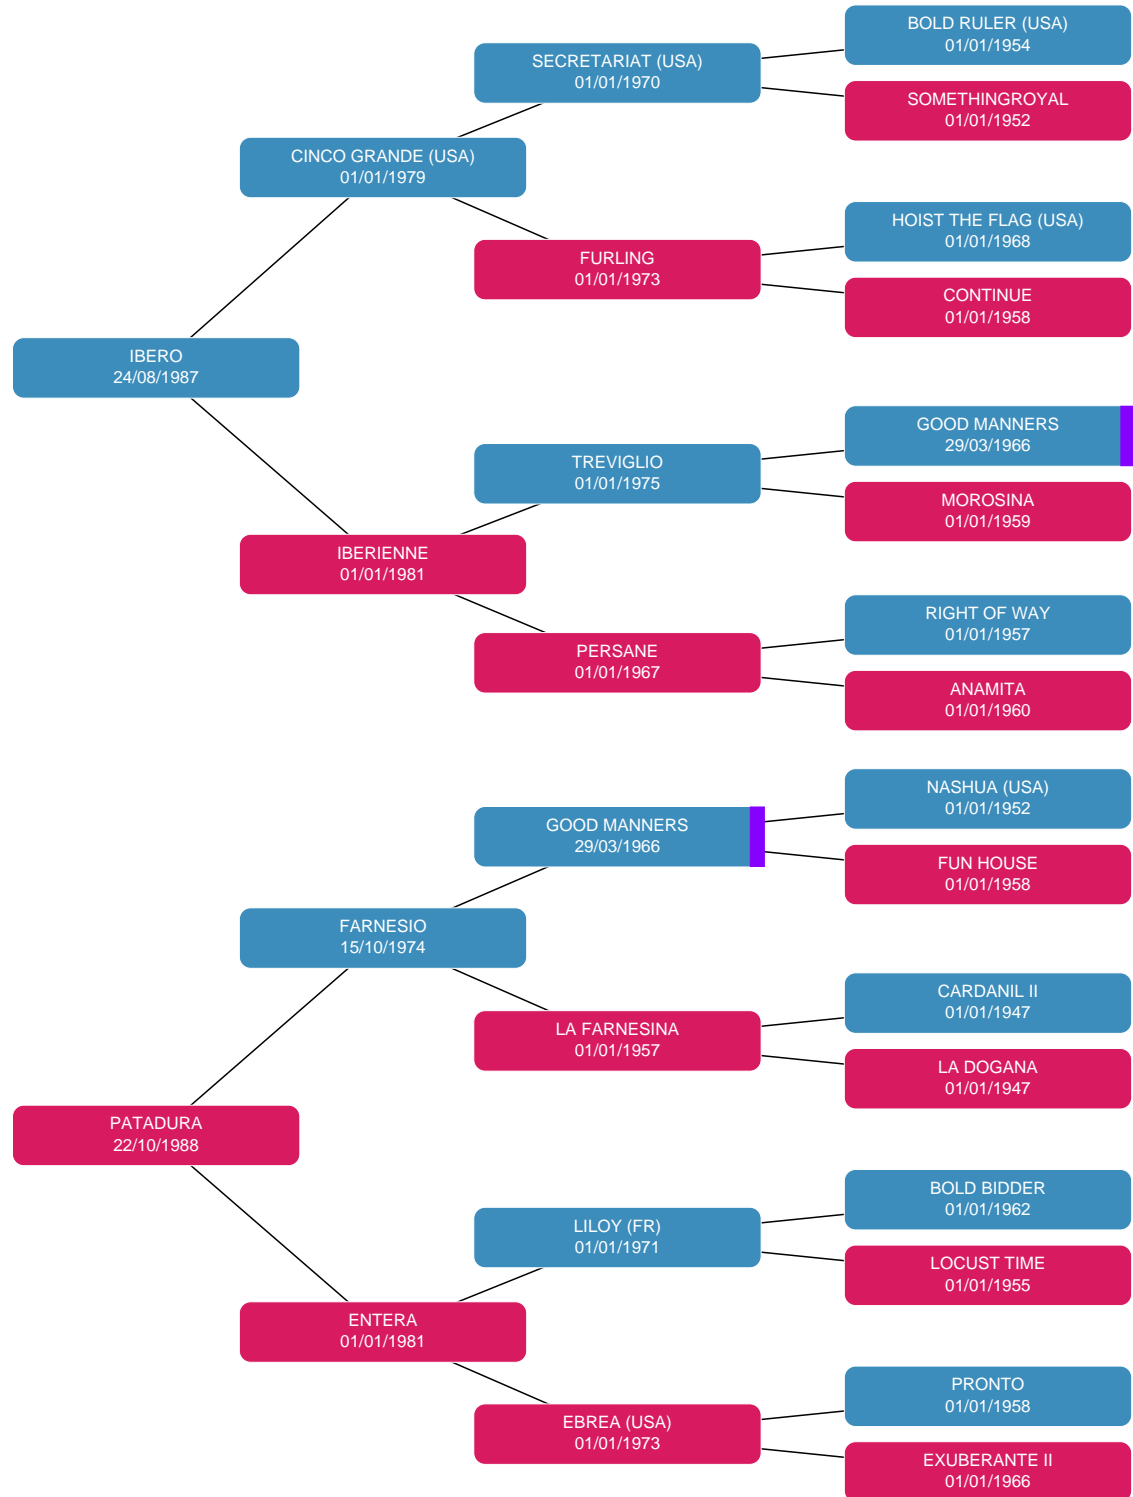 BOLD RULER (USA)
01/01/1954
SECRETARIAT (USA)
01/01/1970
SOMETHINGROYAL
01/01/1952
CINCO GRANDE (USA)
01/01/1979
HOIST THE FLAG (USA)
01/01/1968
FURLING
01/01/1973
CONTINUE
01/01/1958
IBERO
24/08/1987
GOOD MANNERS
29/03/1966
TREVIGLIO
01/01/1975
MOROSINA
01/01/1959
IBERIENNE
01/01/1981
RIGHT OF WAY
01/01/1957
PERSANE
01/01/1967
ANAMITA
01/01/1960
NASHUA (USA)
01/01/1952
GOOD MANNERS
29/03/1966
FUN HOUSE
01/01/1958
FARNESIO
15/10/1974
CARDANIL II
01/01/1947
LA FARNESINA
01/01/1957
LA DOGANA
01/01/1947
PATADURA
22/10/1988
BOLD BIDDER
01/01/1962
LILOY (FR)
01/01/1971
LOCUST TIME
01/01/1955
ENTERA
01/01/1981
PRONTO
01/01/1958
EBREA (USA)
01/01/1973
EXUBERANTE II
01/01/1966